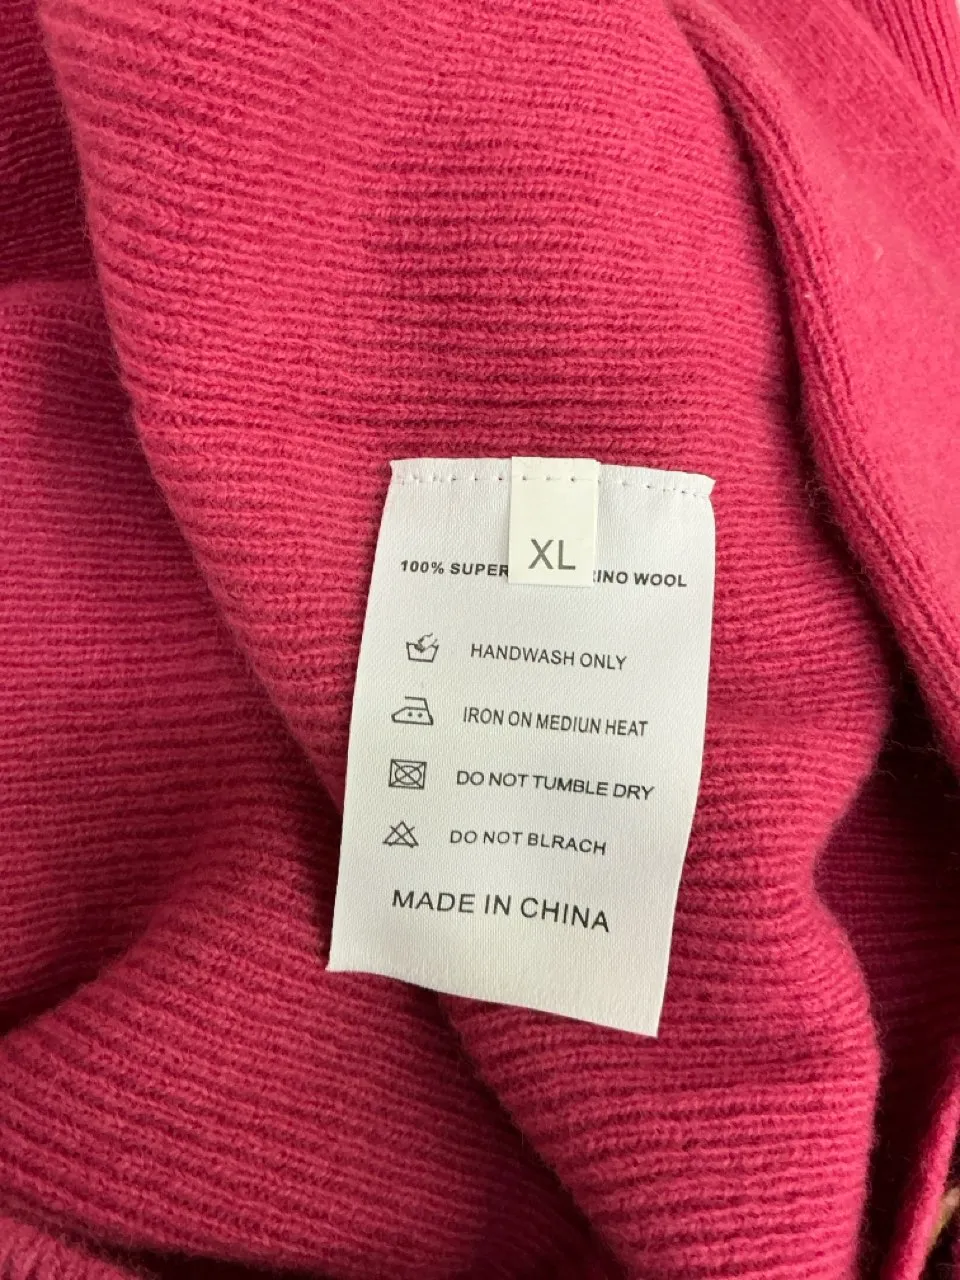 XL
100% SUPER RINO WOOL
HANDWASH ONLY
IRON ON MEDIUN HEAT
DO NOT TUMBLE DRY
DO NOT BLRACH
MADE IN CHINA